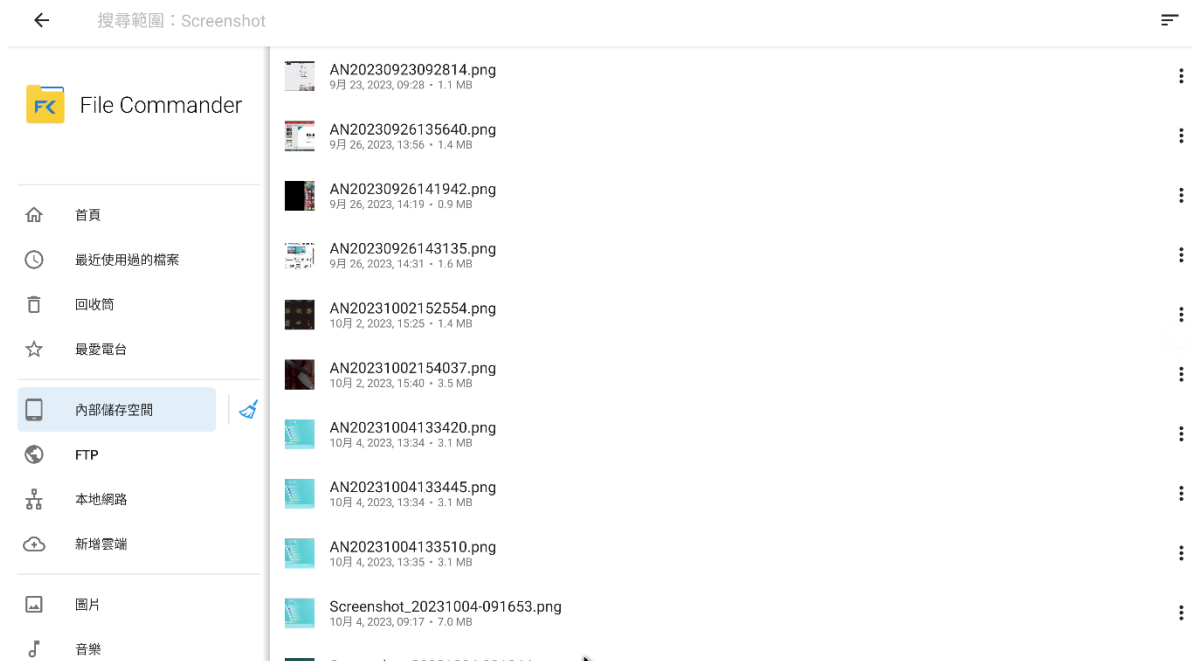 搜尋範圍：Screenshot
File Commander
首頁
最近使用過的檔案
回收筒
最愛電台
內部儲存空間
FTP
本地網路
新增雲端
圖片
音樂
AN20230923092814.png
9月 23, 2023, 09:28 • 1.1 MB
AN20230926135640.png
9月 26, 2023, 13:56 • 1.4 MB
AN20230926141942.png
9月 26, 2023, 14:19 • 0.9 MB
AN20230926143135.png
9月 26, 2023, 14:31 • 1.6 MB
AN20231002152554.png
10月 2, 2023, 15:25 • 1.4 MB
AN20231002154037.png
10月 2, 2023, 15:40 • 3.5 MB
AN20231004133420.png
10月 4, 2023, 13:34 • 3.1 MB
AN20231004133445.png
10月 4, 2023, 13:34 • 3.1 MB
AN20231004133510.png
10月 4, 2023, 13:35 • 3.1 MB
Screenshot_20231004-091653.png
10月 4, 2023, 09:17 • 7.0 MB